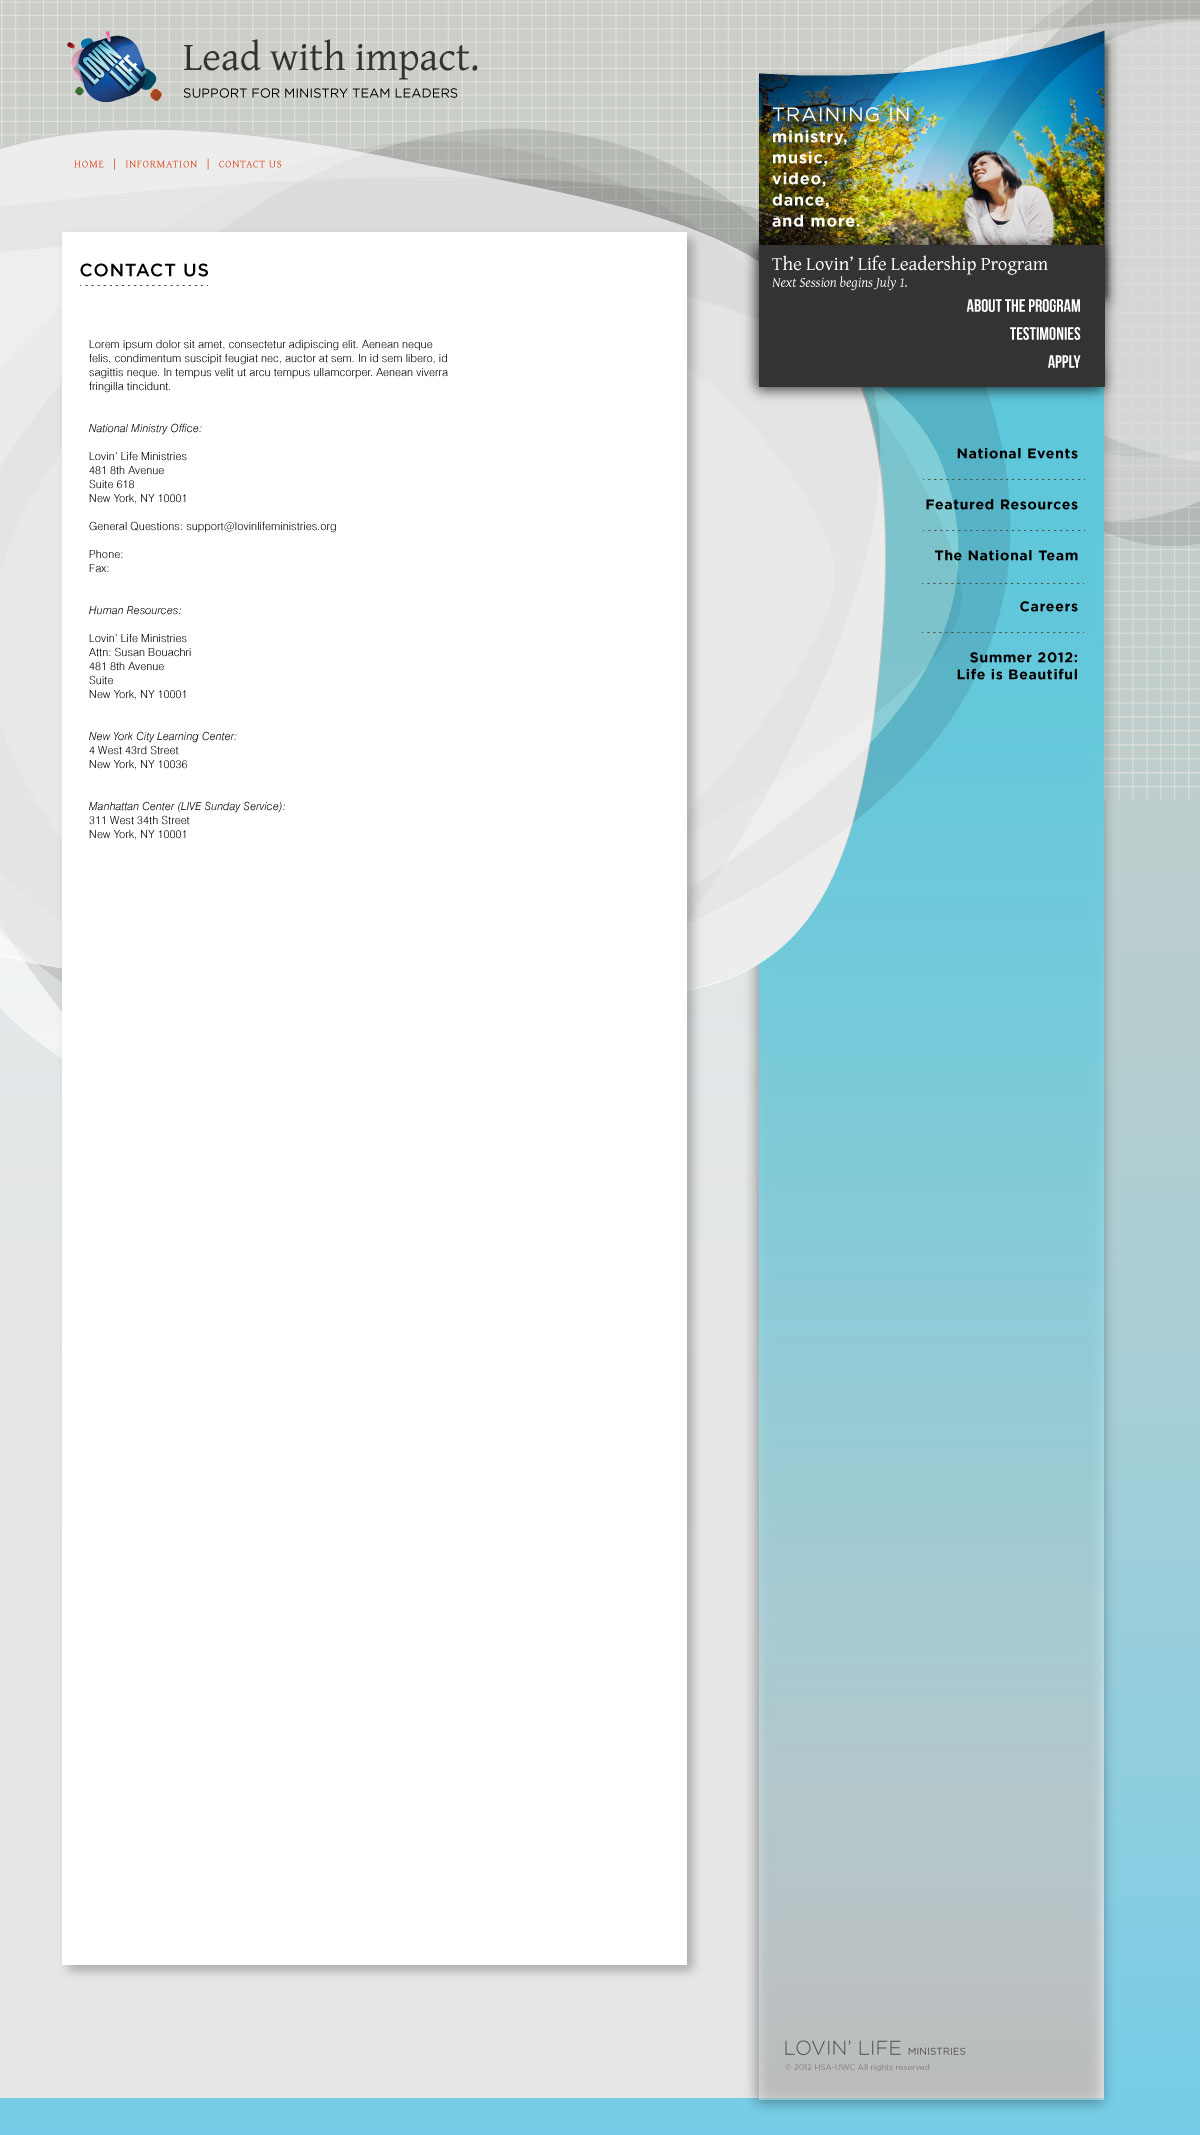 LOVIN
LIFE
Lead with impact.
SUPPORT FOR MINISTRY TEAM LEADERS
HOME | INFORMATION | CONTACT US
TRAINING IN
ministry,
music,
video,
dance,
and more.
The Lovin' Life Leadership Program
Next Session begins July 1.
ABOUT THE PROGRAM
TESTIMONIES
APPLY
CONTACT US
Lorem ipsum dolor sit amet, consectetur adipiscing elit. Aenean neque
felis, condimentum suscipit feugiat nec, auctor at sem. In id sem libero, id
sagittis neque. In tempus velit ut arcu tempus ullamcorper. Aenean viverra
fringilla tincidunt.
National Ministry Office:
Lovin' Life Ministries
481 8th Avenue
Suite 618
New York, NY 10001
General Questions: support@lovinlifeministries.org
Phone:
Fax:
Human Resources:
Lovin' Life Ministries
Attn: Susan Bouachri
481 8th Avenue
Suite
New York, NY 10001
New York City Learning Center:
4 West 43rd Street
New York, NY 10036
Manhattan Center (LIVE Sunday Service):
311 West 34th Street
New York, NY 10001
National Events
Featured Resources
The National Team
Careers
Summer 2012:
Life is Beautiful
LOVIN' LIFE MINISTRIES
© 2012 HSA-UWC All rights reserved